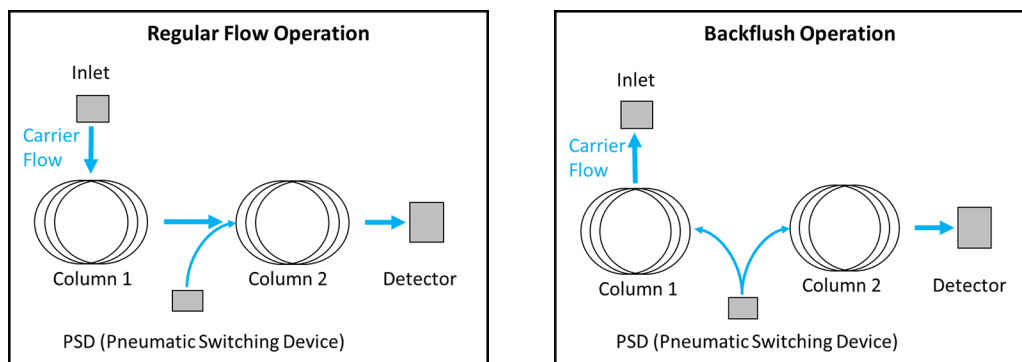 Regular Flow Operation
Inlet
Carrier
Flow
Column 1
Column 2
Detector
PSD (Pneumatic Switching Device)
Backflush Operation
Inlet
Carrier
Flow
Column 1
Column 2
Detector
PSD (Pneumatic Switching Device)